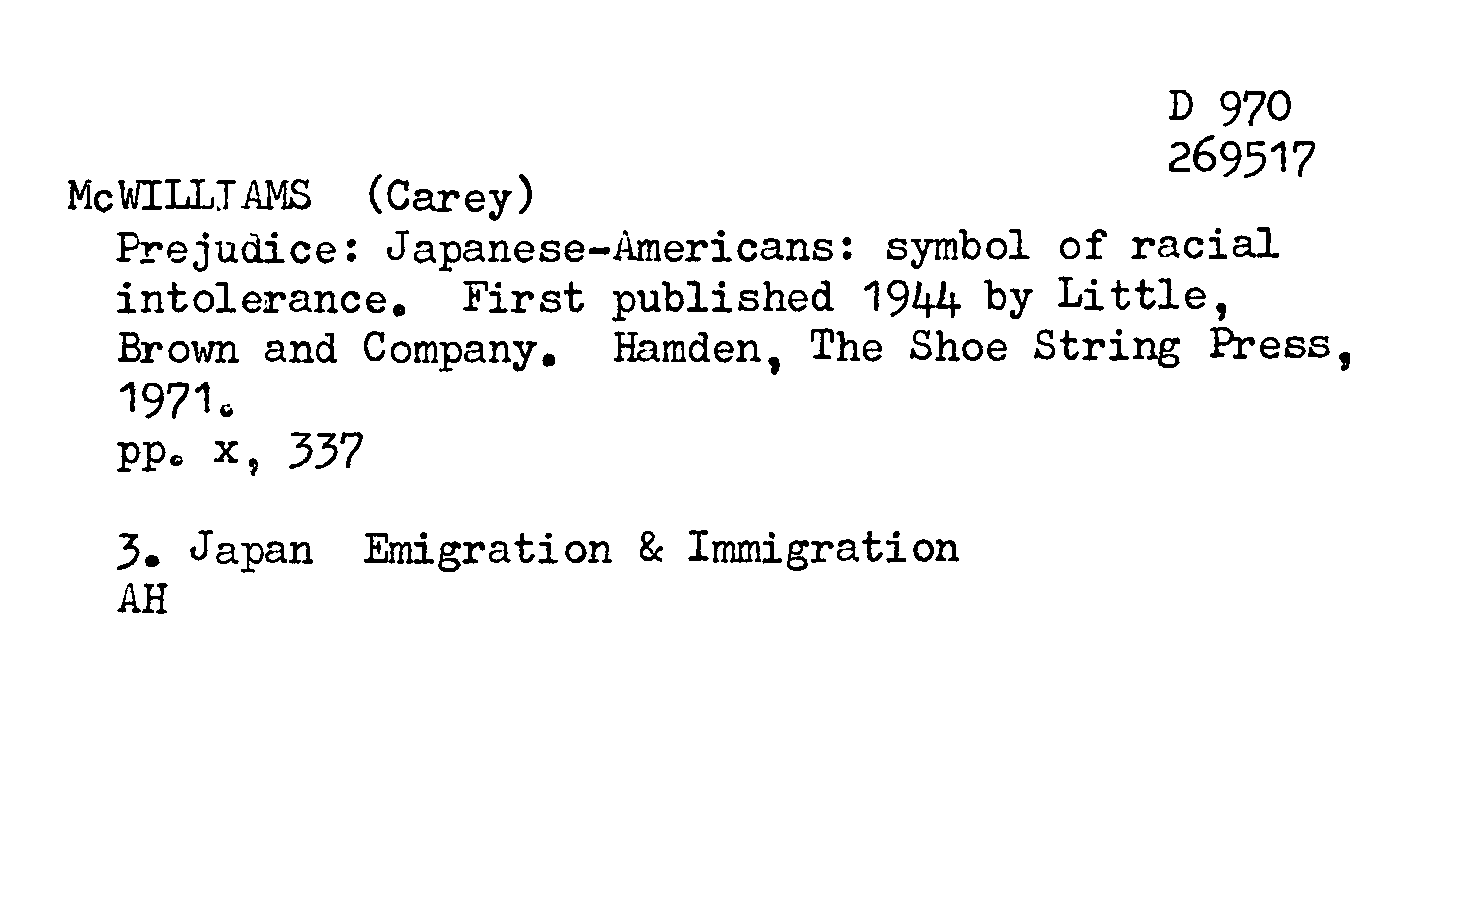 D 970
269517
McWILLIAMS (Carey)
Prejudice: Japanese-Americans: symbol of racial
intolerance. First published 1944 by Little,
Brown and Company. Hamden, The Shoe String Press,
1971.
pp. x, 337
3. Japan Emigration & Immigration
AH